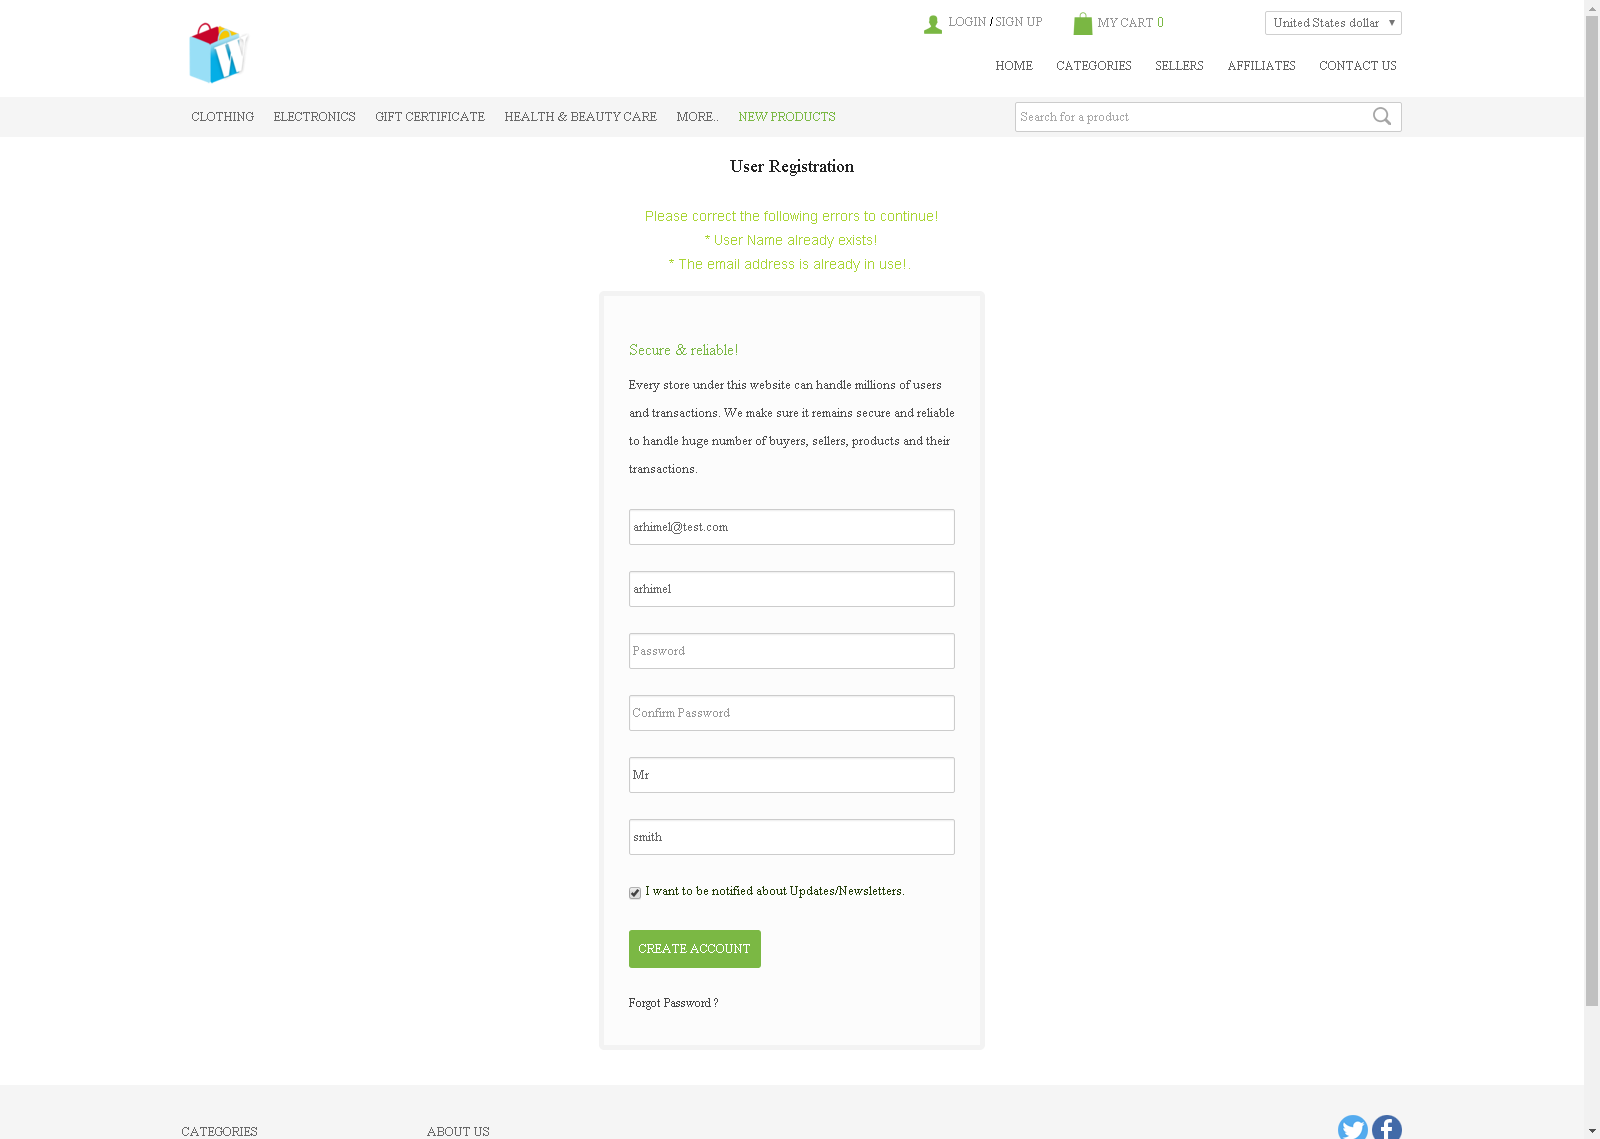 LOGIN / SIGN UP
MY CART 0
United States dollar
HOME
CATEGORIES
SELLERS
AFFILIATES
CONTACT US
CLOTHING
ELECTRONICS
GIFT CERTIFICATE
HEALTH & BEAUTY CARE
MORE..
NEW PRODUCTS
Search for a product
User Registration
Please correct the following errors to continue!
* User Name already exists!
* The email address is already in use!.
Secure & reliable!
Every store under this website can handle millions of users
and transactions. We make sure it remains secure and reliable
to handle huge number of buyers, sellers, products and their
transactions.
arhimel@test.com
arhimel
Password
Confirm Password
Mr
smith
I want to be notified about Updates/Newsletters.
CREATE ACCOUNT
Forgot Password ?
CATEGORIES
ABOUT US